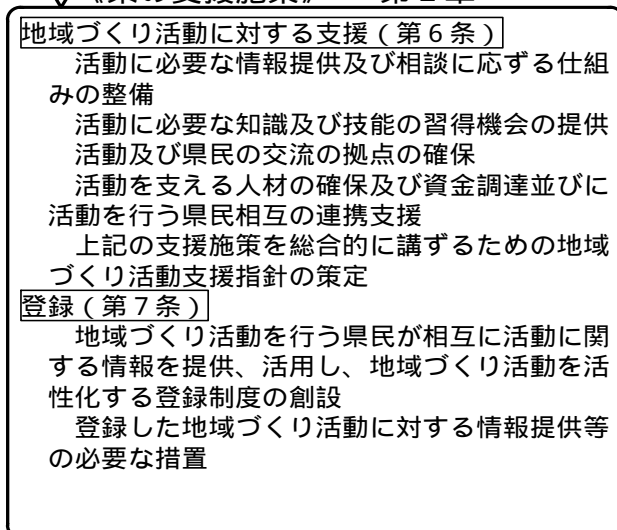 地域づくり活動に対する支援（第６条）
活動に必要な情報提供及び相談に応ずる仕組
みの整備
活動に必要な知識及び技能の習得機会の提供
活動及び県民の交流の拠点の確保
活動を支える人材の確保及び資金調達並びに
活動を行う県民相互の連携支援
上記の支援施策を総合的に講ずるための地域
づくり活動支援指針の策定
登録（第７条）
地域づくり活動を行う県民が相互に活動に関
する情報を提供、活用し、地域づくり活動を活
性化する登録制度の創設
登録した地域づくり活動に対する情報提供等
の必要な措置